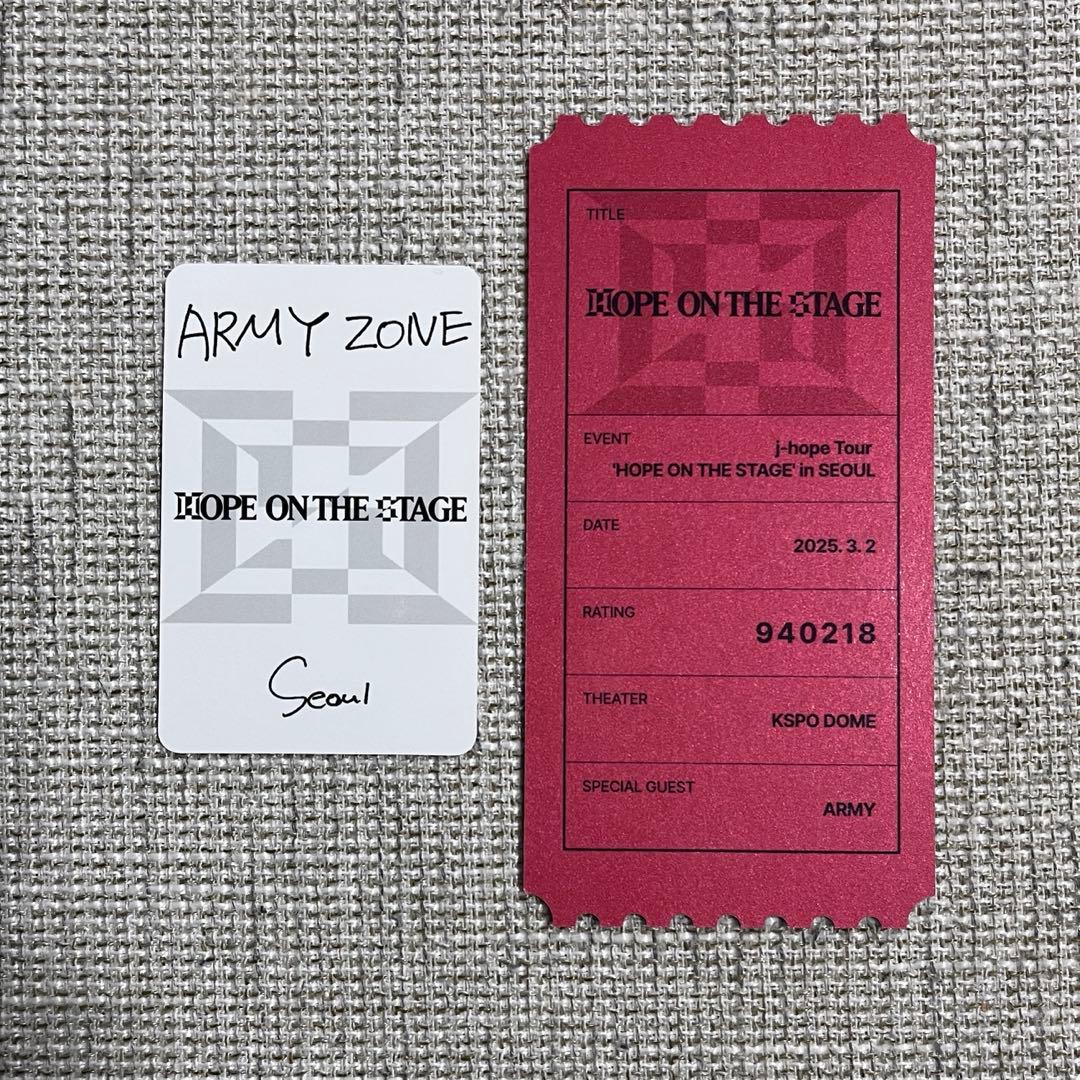 ARMY ZONE
HOPE ON THE STAGE
Seoul
TITLE
HOPE ON THE STAGE
EVENT
j-hope Tour
'HOPE ON THE STAGE' in SEOUL
DATE
2025. 3. 2
RATING
940218
THEATER
KSPO DOME
SPECIAL GUEST
ARMY